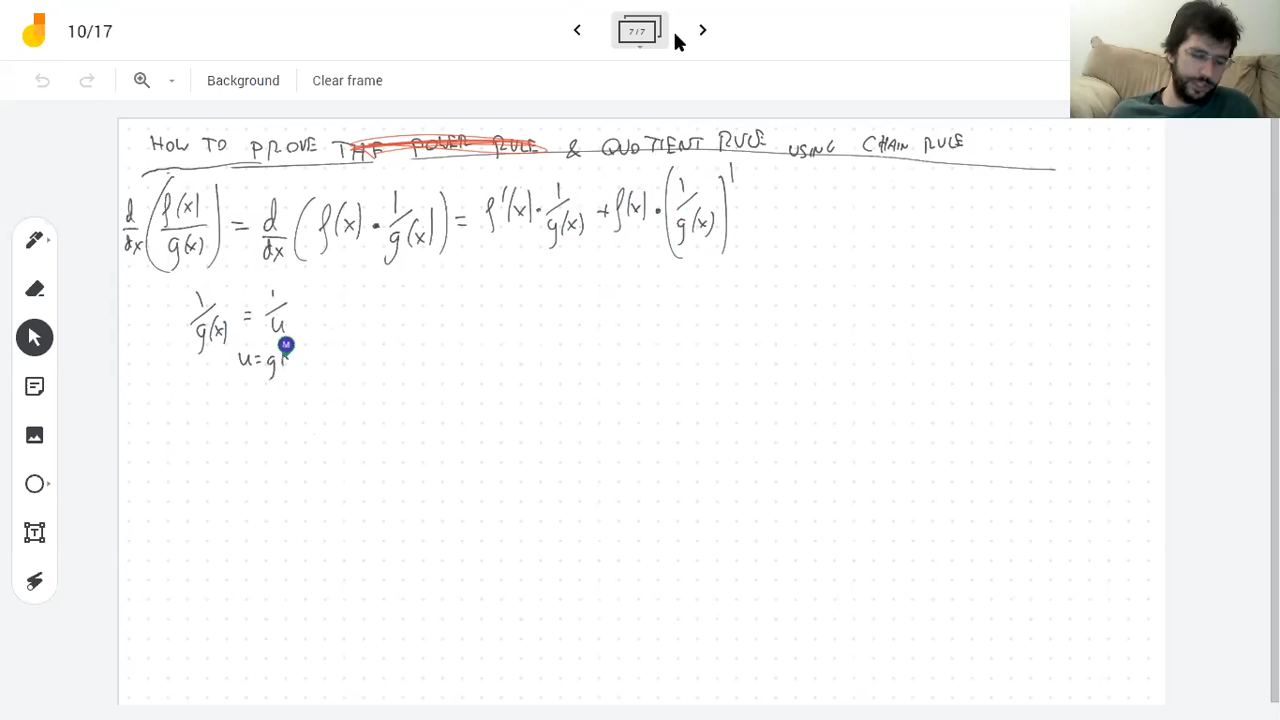 10/17
7 / 7
Background
Clear frame
HOW TO PROVE THE POWER RULE & QUOTIENT RULE USING CHAIN RULE
d/dx (f(x)/g(x)) = d/dx (f(x) · 1/g(x)) = f'(x) · 1/g(x) + f(x) · (1/g(x))'
1/g(x) = 1/u
M
u = g(